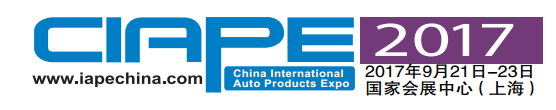 CIAPE 2017
www.iapechina.com
China International
Auto Products Expo
2017年9月21日-23日
国家会展中心（上海）